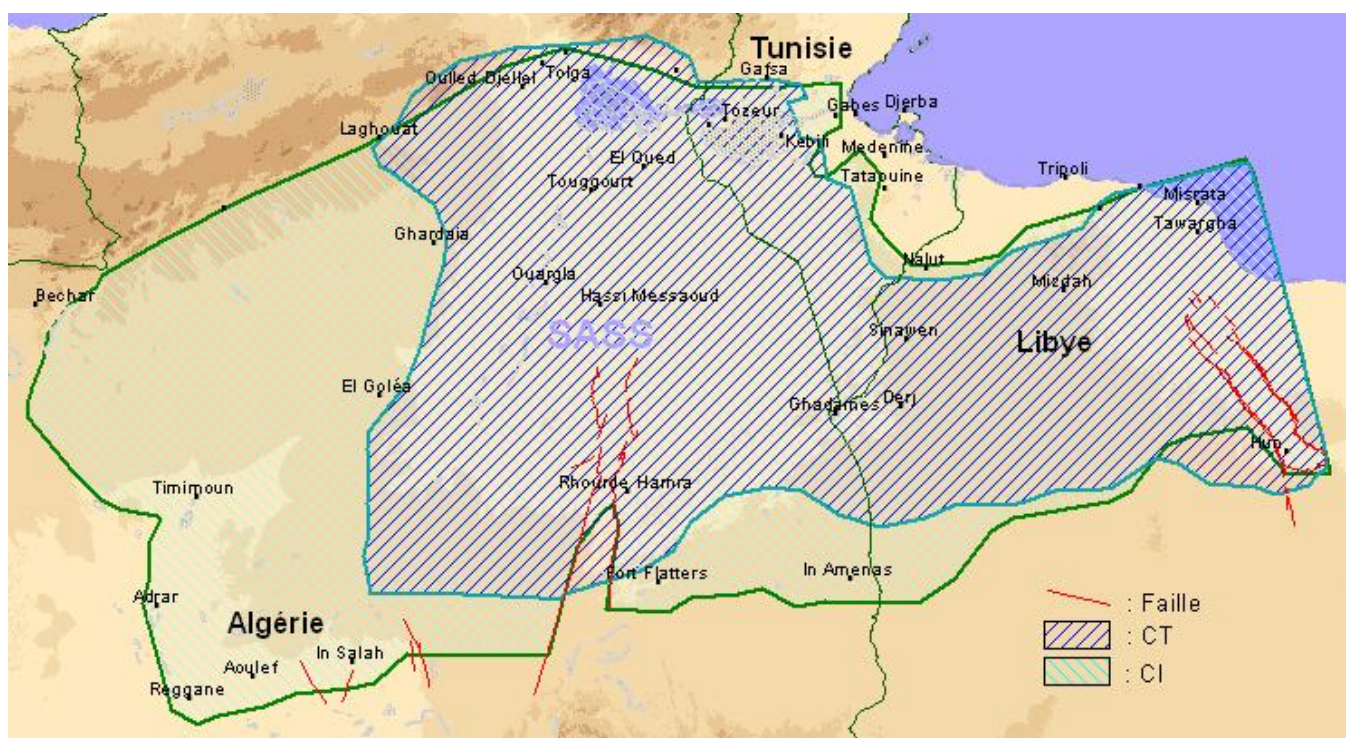 Tunisie
Gafsa
Tolga
Oulled Djellel
Tozeur
Gabes
Djerba
Laghouat
Kebili
Medenine
El Oued
Tripoli
Touggourt
Tataouine
Misrata
Tawargha
Ghardaia
Nalut
Ouargla
Mizdah
Bechar
Hassi Messaoud
SASS
Sinawen
Libye
El Goléa
Ghadames
Derj
Hun
Timimoun
Rhourde Hamra
Fort Flatters
In Amenas
Adrar
Algérie
: Faille
: CT
In Salah
Aoulef
: CI
Reggane